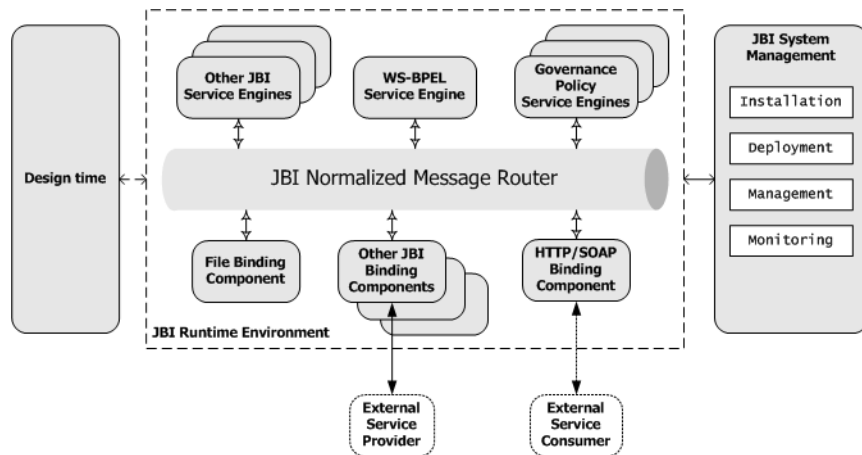 Design time
Other JBI
Service Engines
WS-BPEL
Service Engine
Governance
Policy
Service Engines
JBI Normalized Message Router
File Binding
Component
Other JBI
Binding
Components
HTTP/SOAP
Binding
Component
JBI Runtime Environment
External
Service
Provider
External
Service
Consumer
JBI System
Management
Installation
Deployment
Management
Monitoring